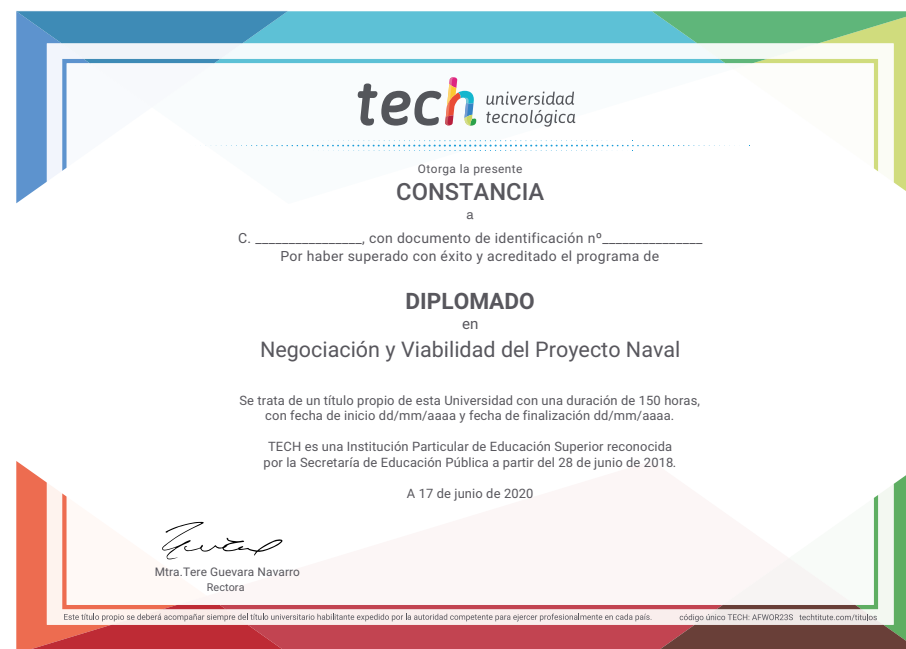 tech universidad
tecnológica
Otorga la presente
CONSTANCIA
a
C. ________________, con documento de identificación nº_______________
Por haber superado con éxito y acreditado el programa de
DIPLOMADO
en
Negociación y Viabilidad del Proyecto Naval
Se trata de un título propio de esta Universidad con una duración de 150 horas,
con fecha de inicio dd/mm/aaaa y fecha de finalización dd/mm/aaaa.
TECH es una Institución Particular de Educación Superior reconocida
por la Secretaría de Educación Pública a partir del 28 de junio de 2018.
A 17 de junio de 2020
Mtra.Tere Guevara Navarro
Rectora
Este título propio se deberá acompañar siempre del título universitario habilitante expedido por la autoridad competente para ejercer profesionalmente en cada país. código único TECH: AFWOR23S techtitute.com/titulos